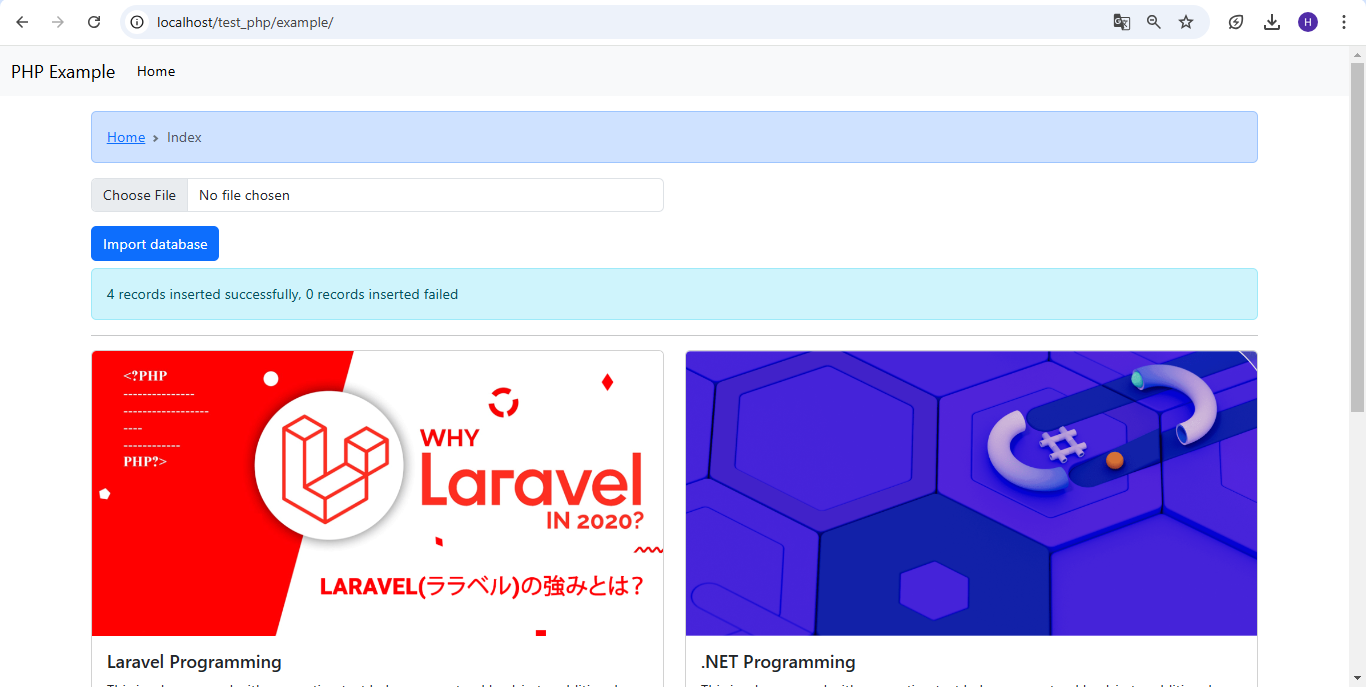 localhost/test_php/example/
H
PHP Example Home
Home > Index
Choose File No file chosen
Import database
4 records inserted successfully, 0 records inserted failed
<?PHP
---------------
------------------
----
------------
PHP?>
WHY
Laravel
IN 2020?
LARAVEL(ララベル)の強みとは?
Laravel Programming
.NET Programming